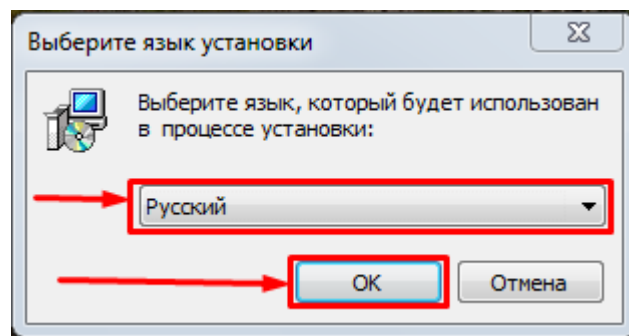 Выберите язык установки
Выберите язык, который будет использован
в процессе установки:
Русский
OK
Отмена